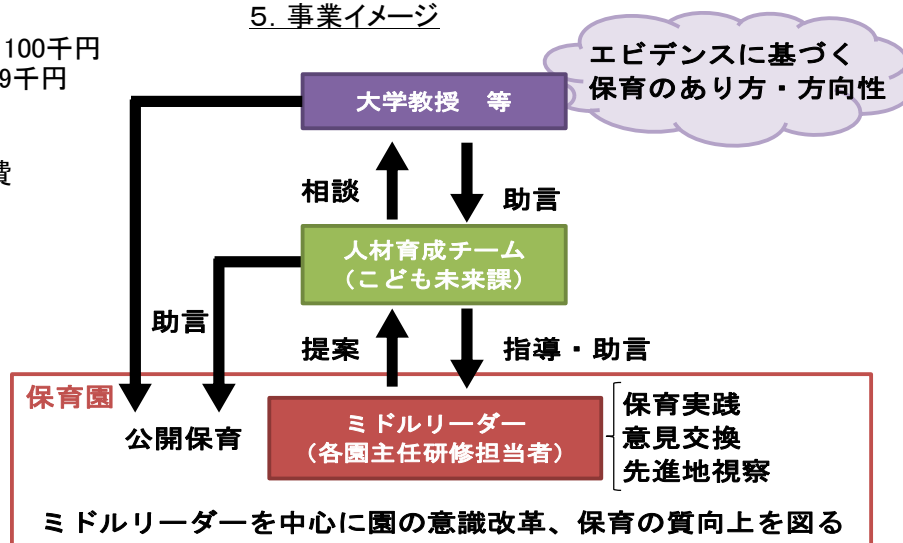 5．事業イメージ
100千円
9千円
費
エビデンスに基づく
保育のあり方・方向性
大学教授　等
相談
助言
人材育成チーム
（こども未来課）
助言
提案
指導・助言
保育園
公開保育
ミドルリーダー
（各園主任研修担当者）
保育実践
意見交換
先進地視察
ミドルリーダーを中心に園の意識改革、保育の質向上を図る